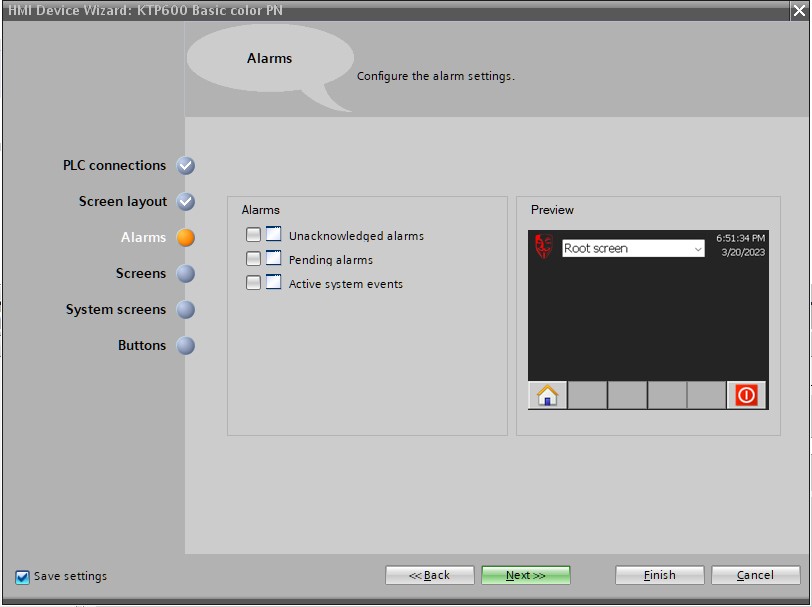 HMI Device Wizard: KTP600 Basic color PN
Alarms
Configure the alarm settings.
PLC connections
Screen layout
Alarms
Screens
System screens
Buttons
Alarms
Unacknowledged alarms
Pending alarms
Active system events
Preview
Root screen
6:51:34 PM
3/20/2023
Save settings
<<Back
Next>>
Finish
Cancel